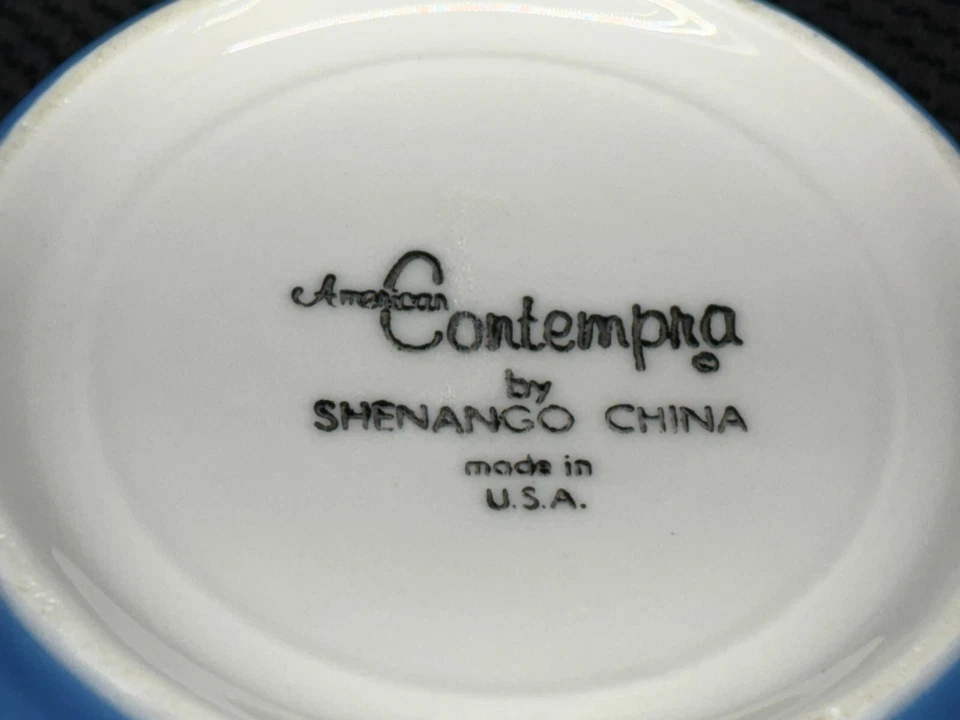 American Contempra ©
by
SHENANGO CHINA
made in
U.S.A.